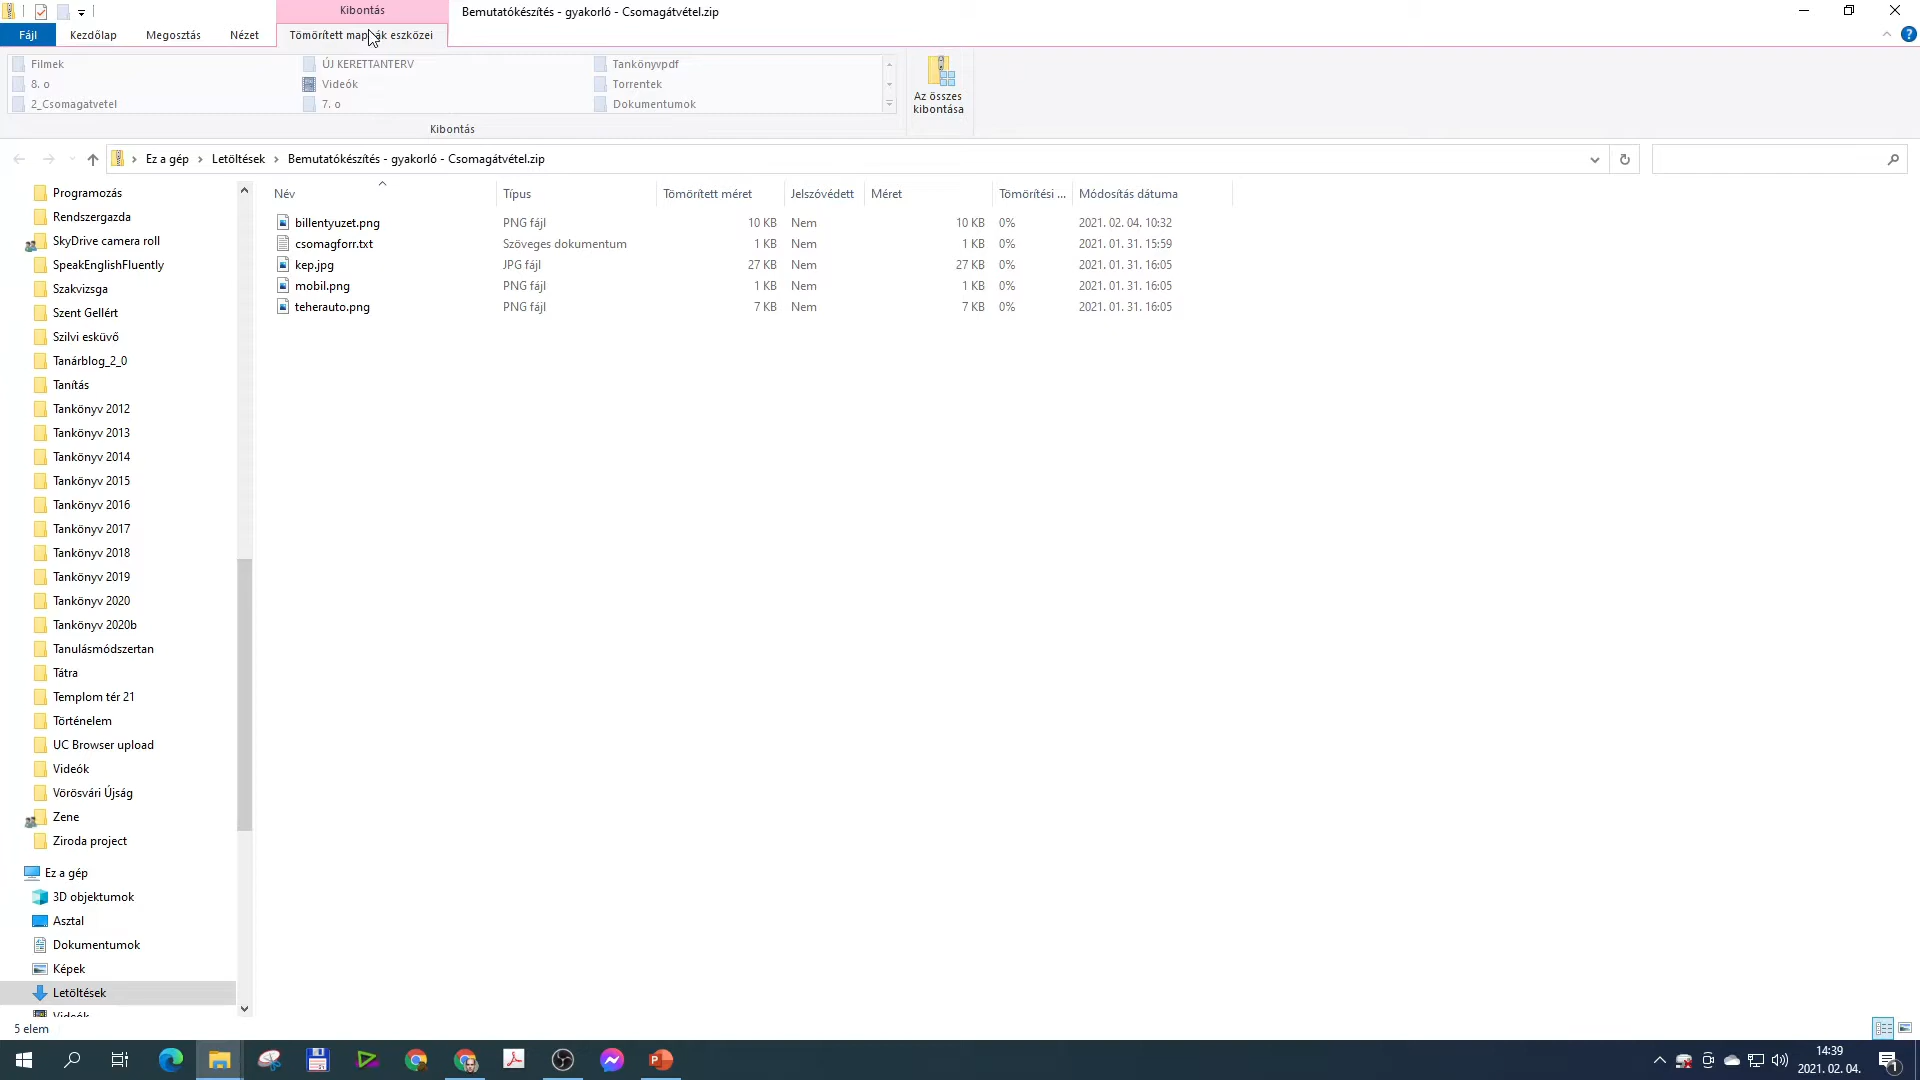 Kibontás
Bemutatókészítés - gyakorló - Csomagátvétel.zip
Fájl
Kezdőlap
Megosztás
Nézet
Tömörített mappák eszközei
Filmek
ÚJ KERETTANTERV
Tankönyvpdf
8. o
Videók
Torrentek
2_Csomagatvetel
7. o
Dokumentumok
Az összes
kibontása
Kibontás
Ez a gép
Letöltések
Bemutatókészítés - gyakorló - Csomagátvétel.zip
Név
Típus
Tömörített méret
Jelszóvédett
Méret
Tömörítési ...
Módosítás dátuma
billentyuzet.png PNG fájl 10 KB Nem 10 KB 0% 2021. 02. 04. 10:32
csomagforr.txt Szöveges dokumentum 1 KB Nem 1 KB 0% 2021. 01. 31. 15:59
kep.jpg JPG fájl 27 KB Nem 27 KB 0% 2021. 01. 31. 16:05
mobil.png PNG fájl 1 KB Nem 1 KB 0% 2021. 01. 31. 16:05
teherauto.png PNG fájl 7 KB Nem 7 KB 0% 2021. 01. 31. 16:05
Programozás
Rendszergazda
SkyDrive camera roll
SpeakEnglishFluently
Szakvizsga
Szent Gellért
Szilvi esküvő
Tanárblog_2_0
Tanítás
Tankönyv 2012
Tankönyv 2013
Tankönyv 2014
Tankönyv 2015
Tankönyv 2016
Tankönyv 2017
Tankönyv 2018
Tankönyv 2019
Tankönyv 2020
Tankönyv 2020b
Tanulásmódszertan
Tátra
Templom tér 21
Történelem
UC Browser upload
Videók
Vörösvári Újság
Zene
Ziroda project
Ez a gép
3D objektumok
Asztal
Dokumentumok
Képek
Letöltések
Videók
5 elem
14:39
2021. 02. 04.
1